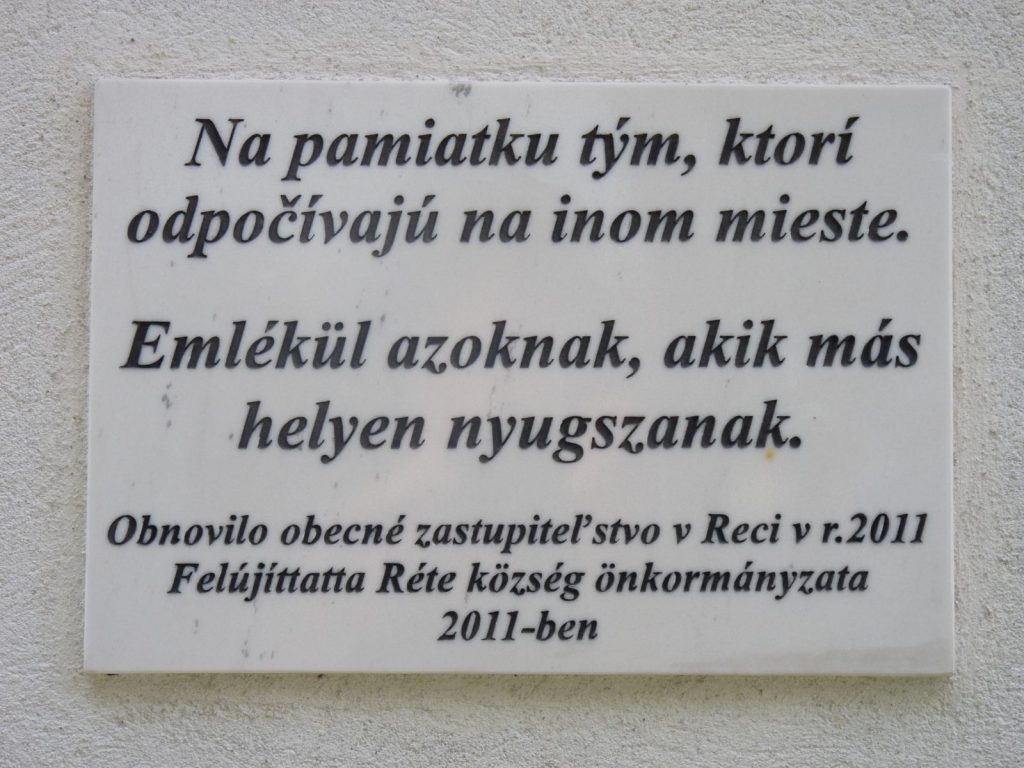 Na pamiatku tým, ktorí
odpočívajú na inom mieste.
Emlékül azoknak, akik más
helyen nyugszanak.
Obnovilo obecné zastupiteľstvo v Reci v r.2011
Felújíttatta Réte község önkormányzata
2011-ben